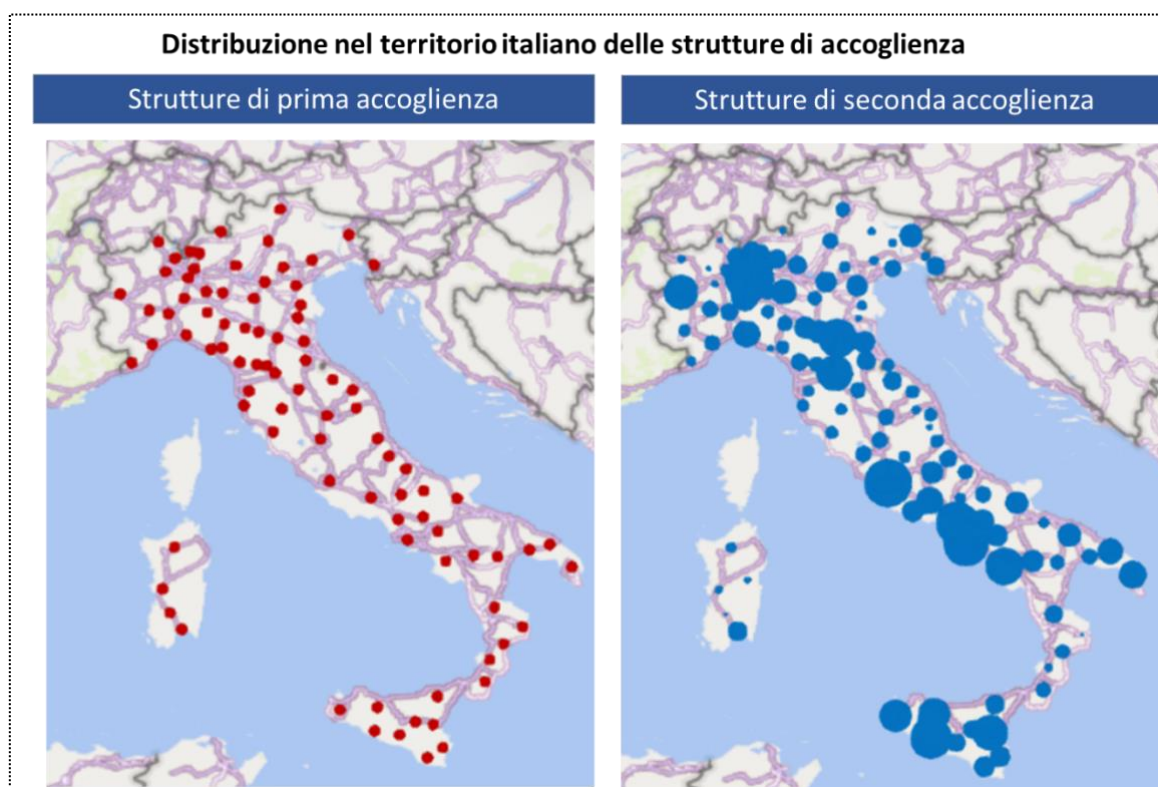 Distribuzione nel territorio italiano delle strutture di accoglienza
Strutture di prima accoglienza
Strutture di seconda accoglienza